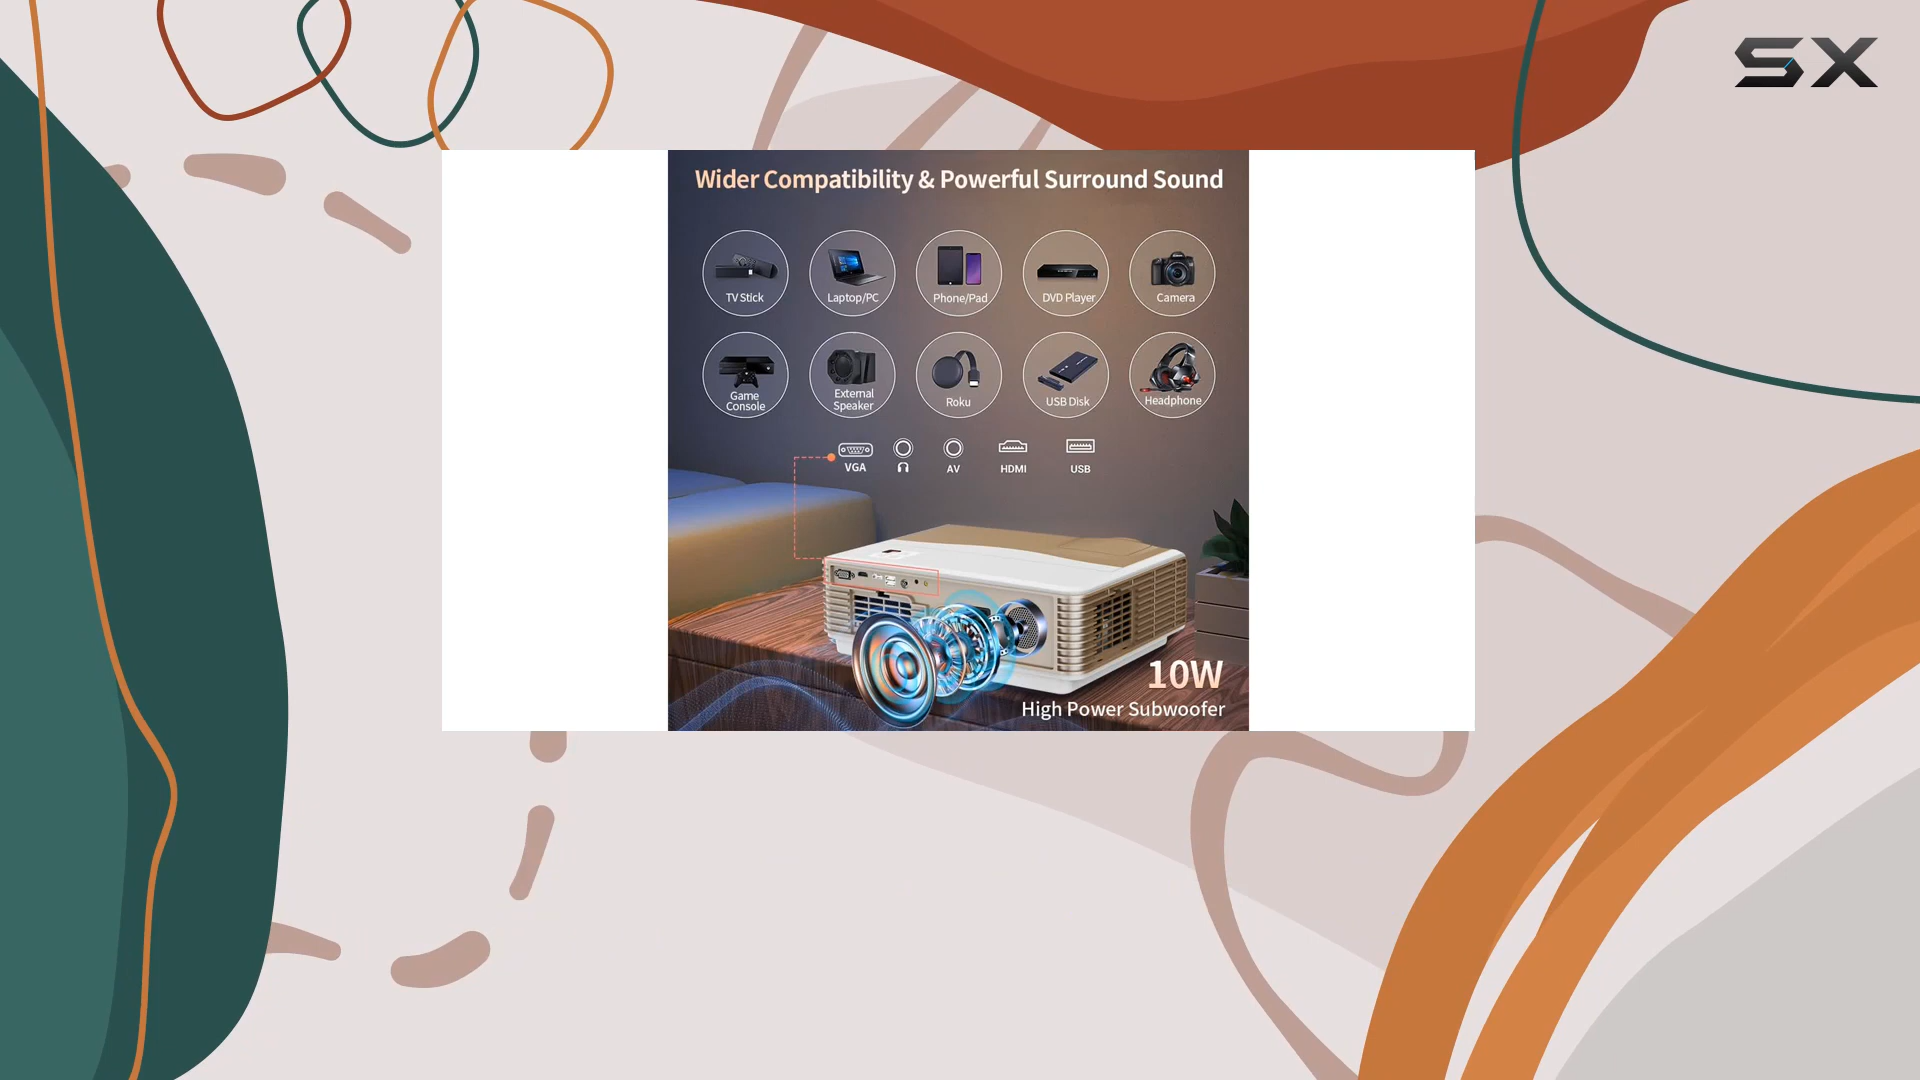 SX
Wider Compatibility & Powerful Surround Sound
TV Stick
Laptop/PC
Phone/Pad
DVD Player
Camera
Game
Console
External
Speaker
Roku
USB Disk
Headphone
VGA
AV
HDMI
USB
10W
High Power Subwoofer